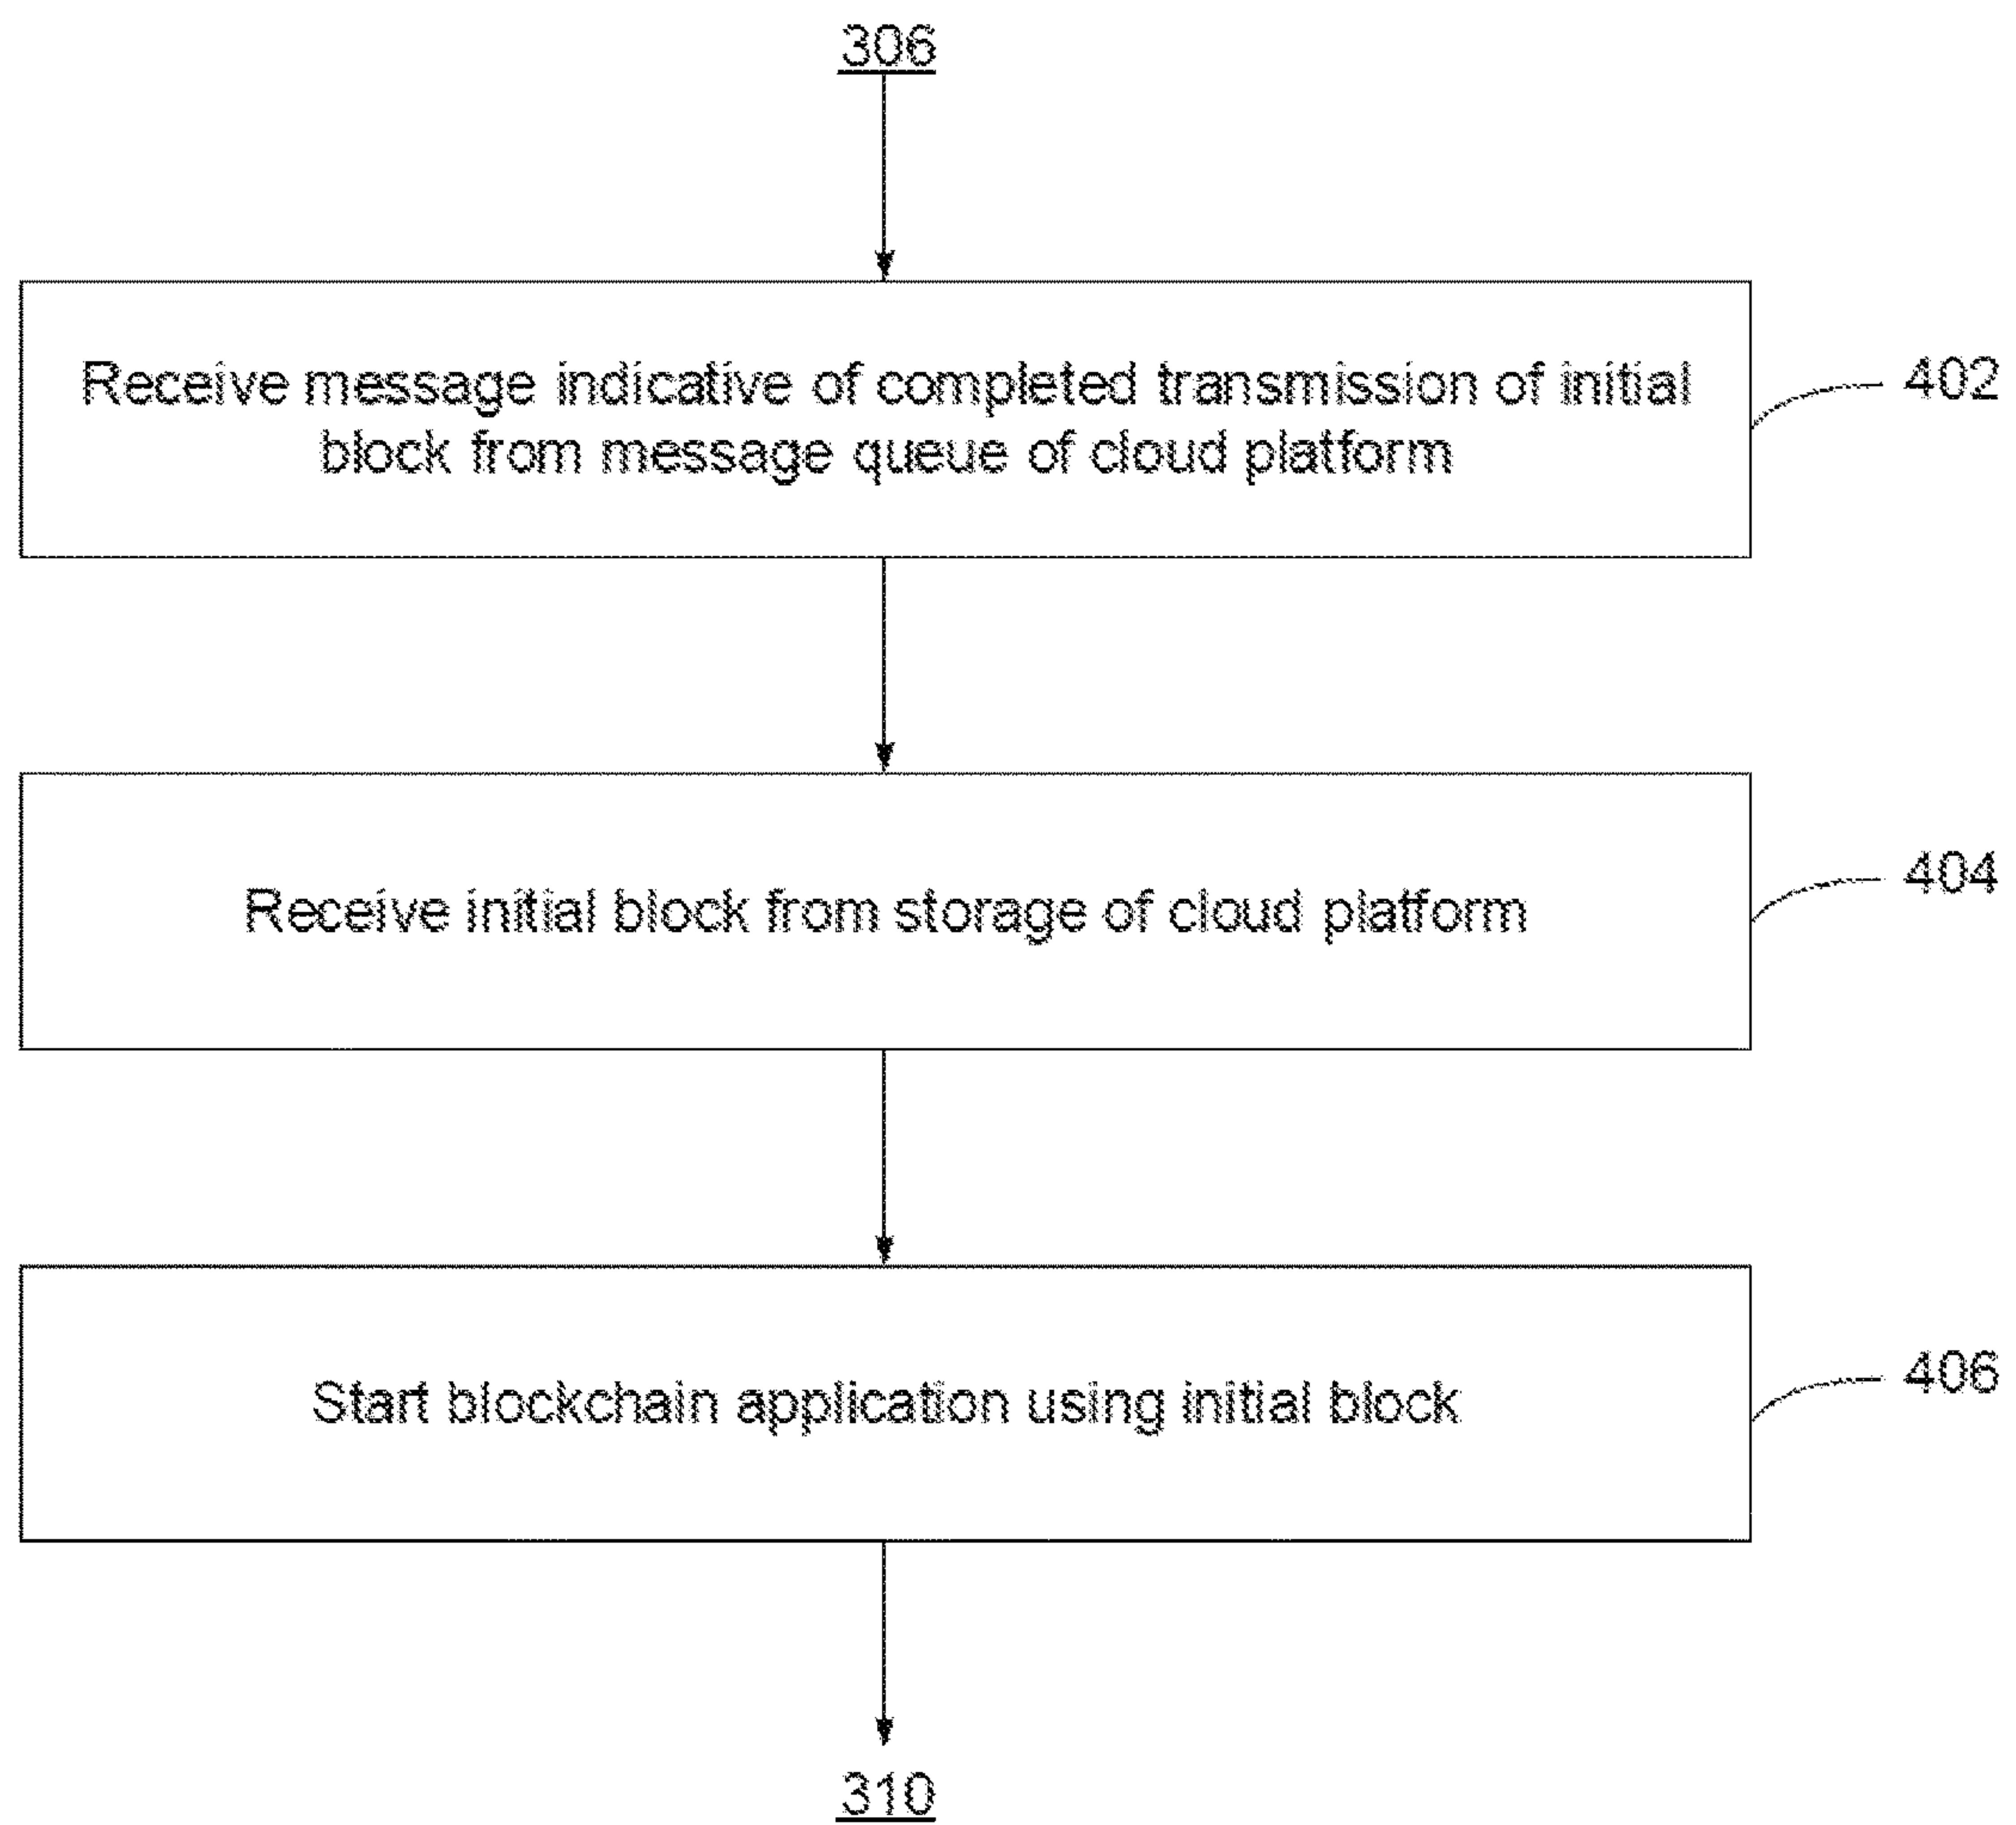 306
Receive message indicative of completed transmission of initial
block from message queue of cloud platform
402
Receive initial block from storage of cloud platform
404
Start blockchain application using initial block
406
310